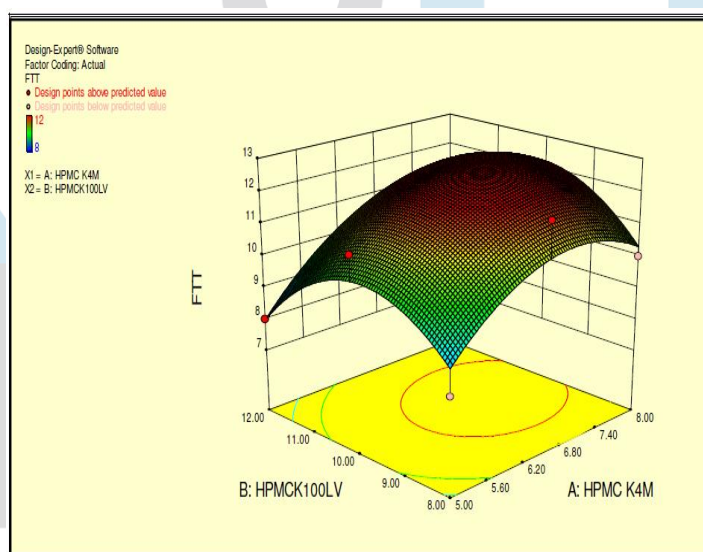 Design-Expert® Software
Factor Coding: Actual
FTT
Design points above predicted value
Design points below predicted value
12
8
X1 = A: HPMC K4M
X2 = B: HPMCK100LV
13
12
11
10
9
8
7
FTT
12.00
11.00
10.00
9.00
8.00
5.00
5.60
6.20
6.80
7.40
8.00
B: HPMCK100LV
A: HPMC K4M